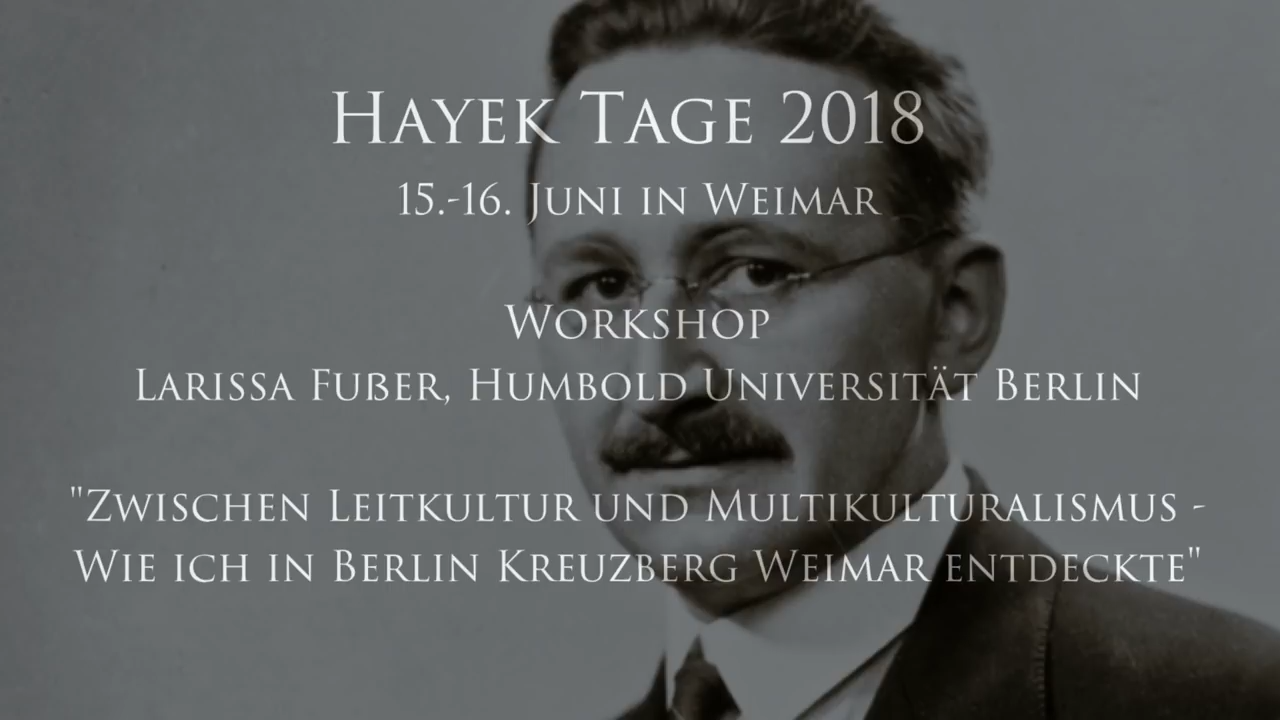 Hayek Tage 2018
15.-16. Juni in Weimar
Workshop
Larissa Fußer, Humbold Universität Berlin
"Zwischen Leitkultur und Multikulturalismus -
Wie ich in Berlin Kreuzberg Weimar entdeckte"